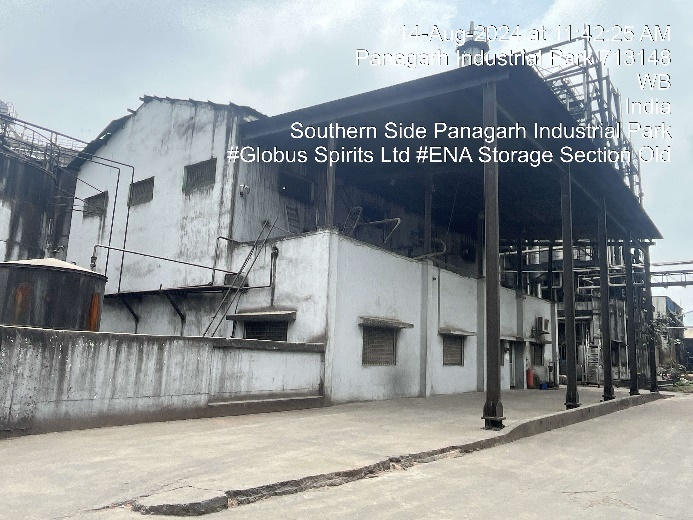 14-Aug-2024 at 11:42:25 AM
Panagarh Industrial Park 713148
WB
India
Southern Side Panagarh Industrial Park
#Globus Spirits Ltd #ENA Storage Section Old